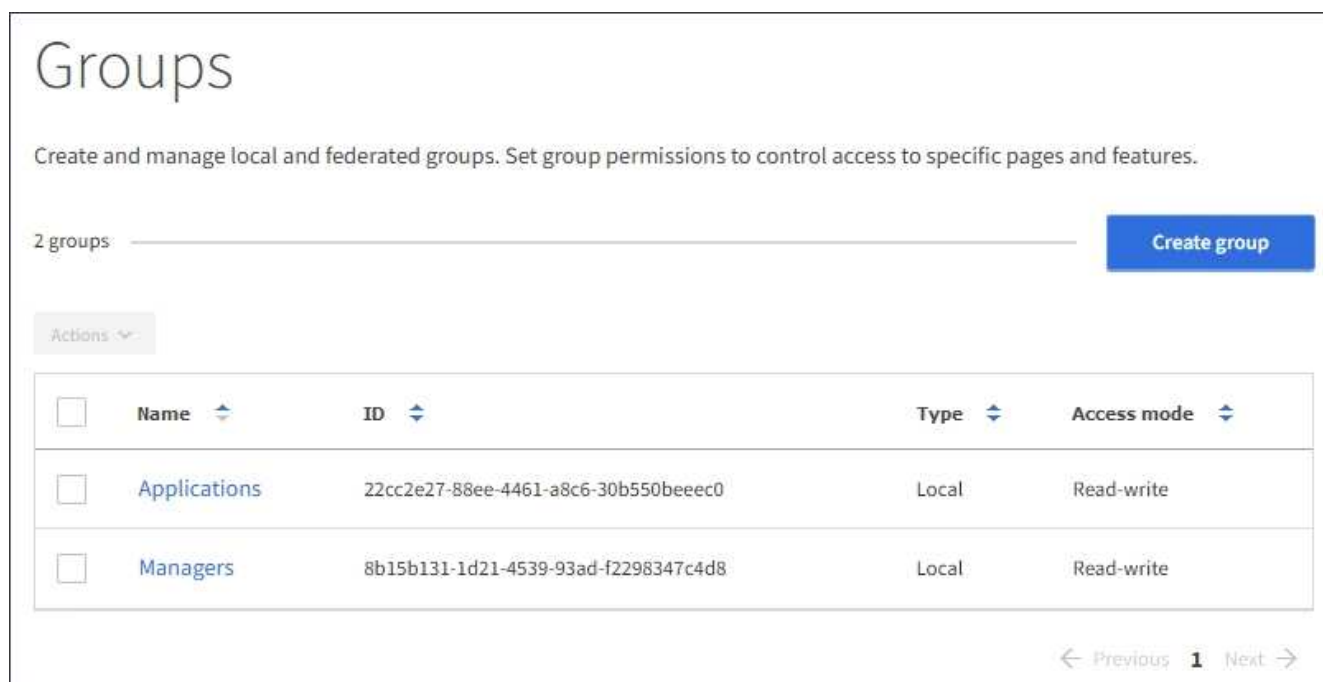 Groups
Create and manage local and federated groups. Set group permissions to control access to specific pages and features.
2 groups Create group
Actions
Name ID Type Access mode
Applications 22cc2e27-88ee-4461-a8c6-30b550beeec0 Local Read-write
Managers 8b15b131-1d21-4539-93ad-f2298347c4d8 Local Read-write
← Previous 1 Next →